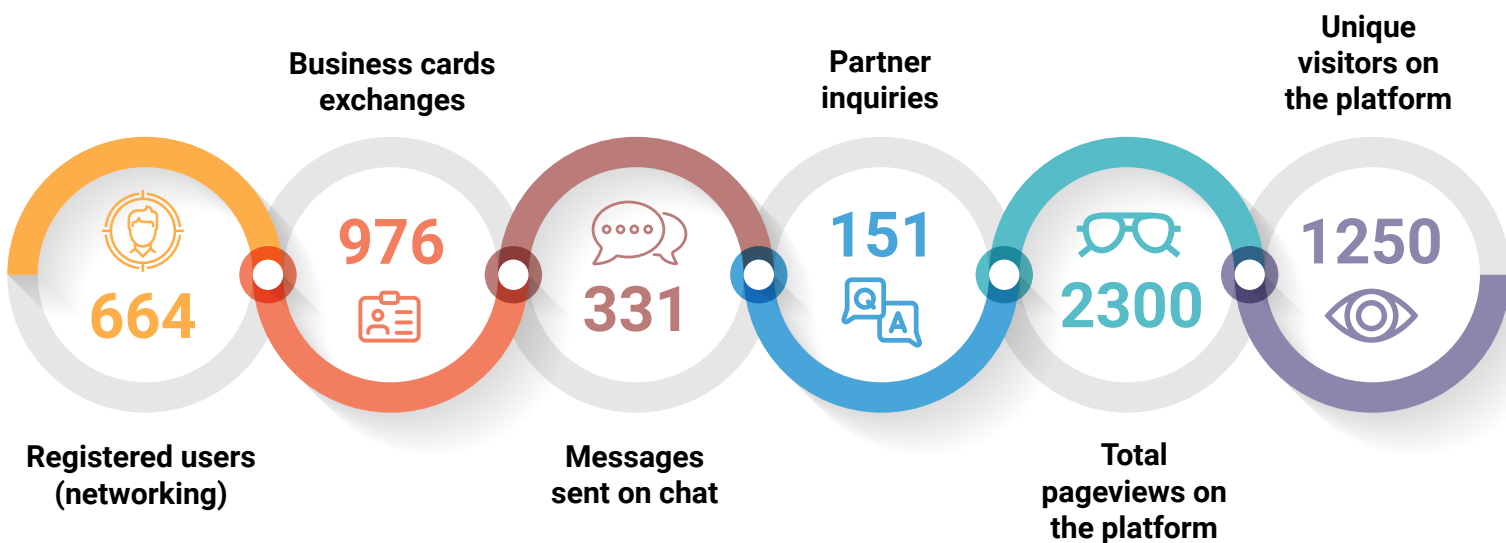 664
Registered users
(networking)
Business cards
exchanges
976
331
Messages
sent on chat
Partner
inquiries
151
Q
A
2300
Total
pageviews on
the platform
Unique
visitors on
the platform
1250